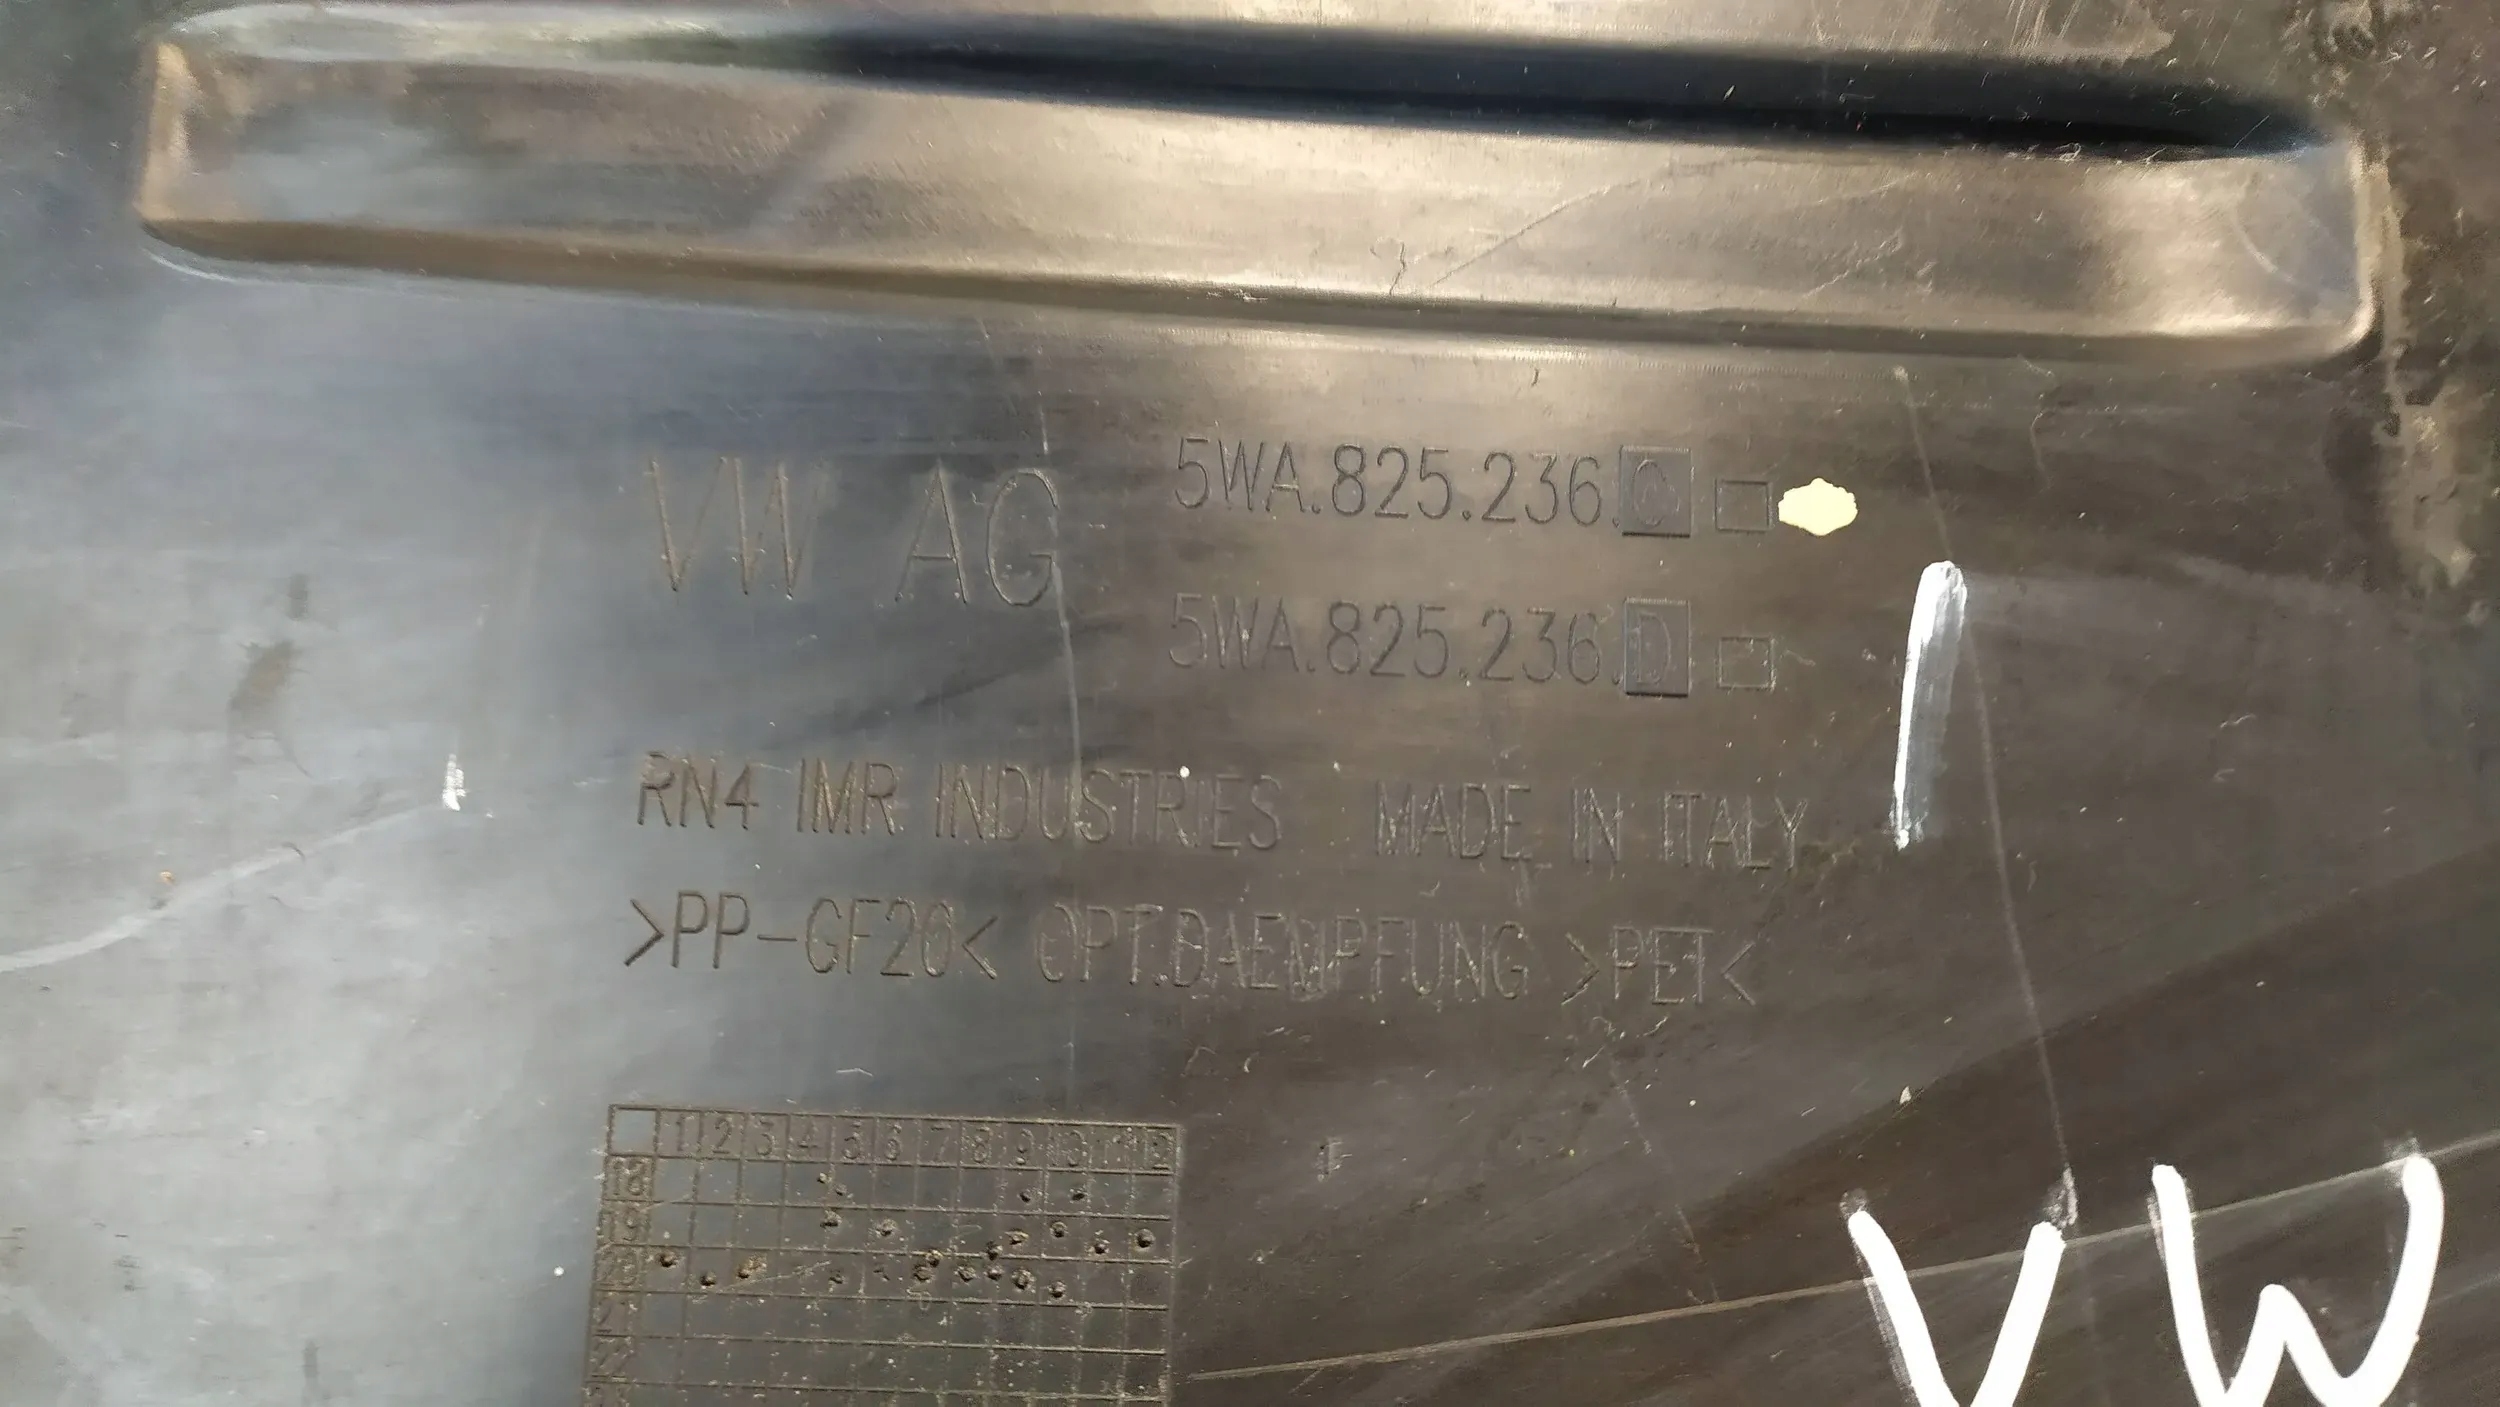 5WA.825.236.C
VW AG
5WA.825.236.D
RN4 IMR INDUSTRIES MADE IN ITALY
>PP-GF20< OPT.DAEMPFUNG >PET<
1 2 3 4 5 6 7 8 9 10 11 12
18
19
20
21
22
VW